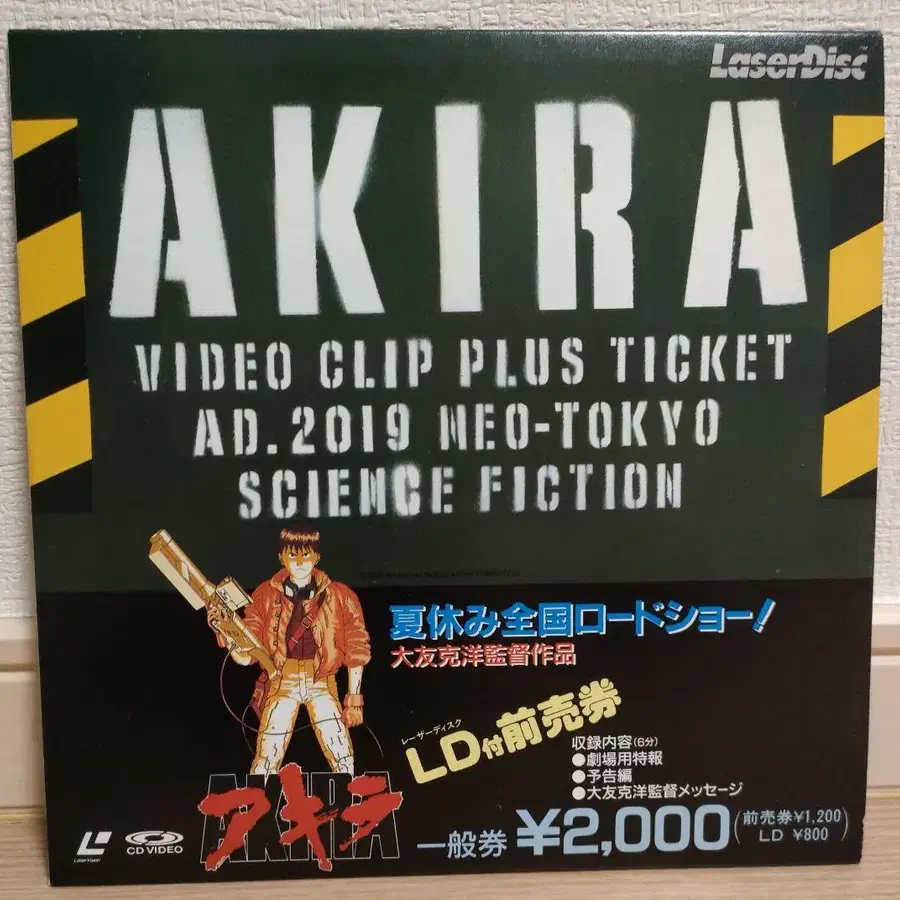 LaserDisc
AKIRA
VIDEO CLIP PLUS TICKET
AD.2019 NEO-TOKYO
SCIENCE FICTION
夏休み全国ロードショー!
大友克洋監督作品
レーザーディスク
LD付前売券
収録内容(6分)
●劇場用特報
●予告編
●大友克洋監督メッセージ
AKIRA
アキラ
一般券 ¥2,000 (前売券¥1,200
LD ¥800)
CD VIDEO